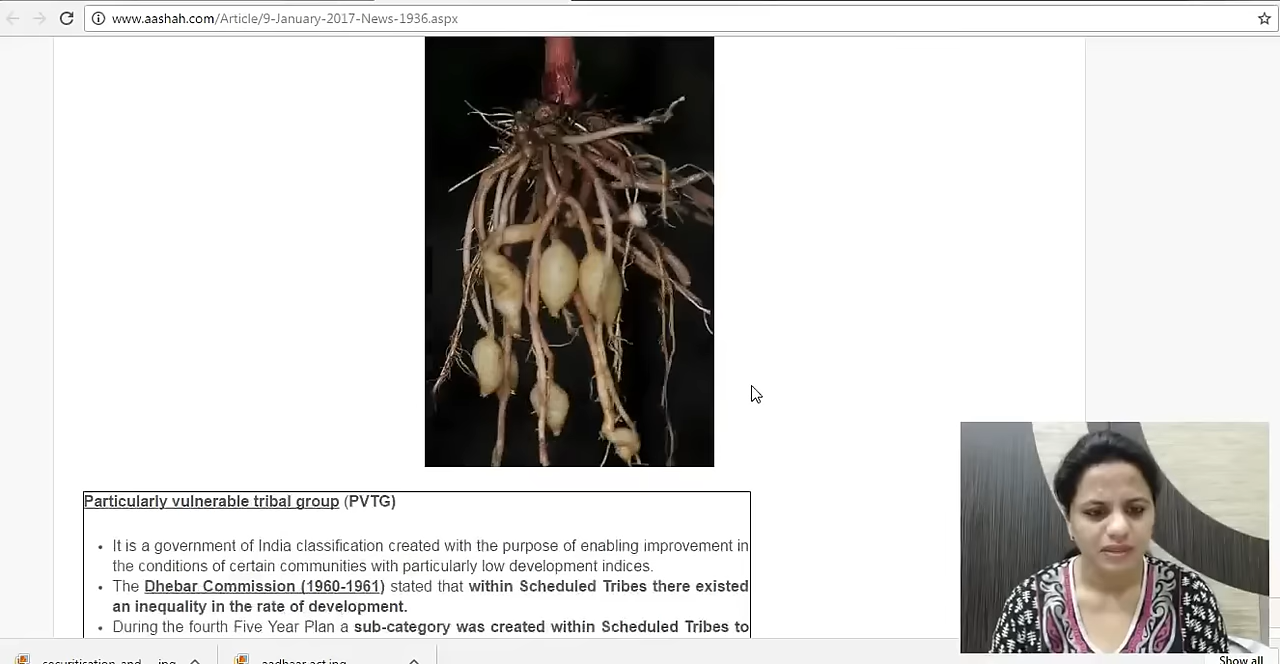 www.aashah.com/Article/9-January-2017-News-1936.aspx
Particularly vulnerable tribal group (PVTG)
It is a government of India classification created with the purpose of enabling improvement in
the conditions of certain communities with particularly low development indices.
The Dhebar Commission (1960-1961) stated that within Scheduled Tribes there existed
an inequality in the rate of development.
During the fourth Five Year Plan a sub-category was created within Scheduled Tribes to
Show all